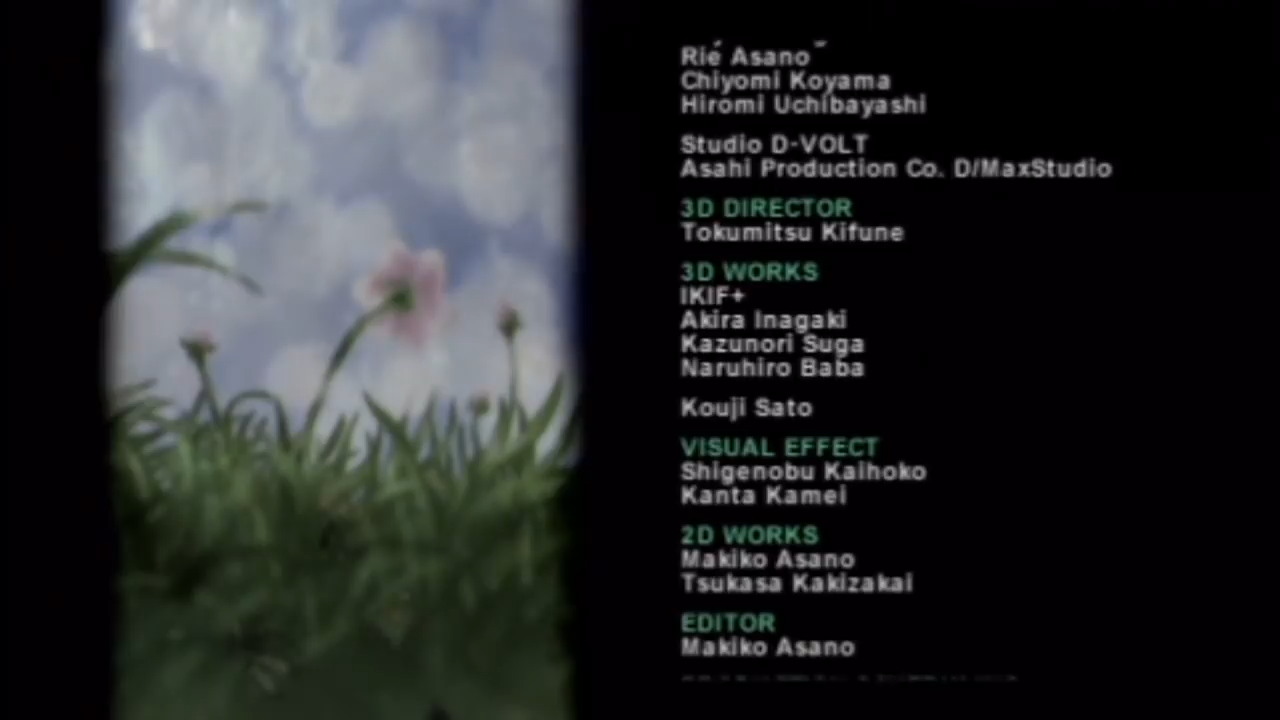 Rie Asano
Chiyomi Koyama
Hiromi Uchibayashi
Studio D-VOLT
Asahi Production Co. D/MaxStudio
3D DIRECTOR
Tokumitsu Kifune
3D WORKS
IKIF+
Akira Inagaki
Kazunori Suga
Naruhiro Baba
Kouji Sato
VISUAL EFFECT
Shigenobu Kaihoko
Kanta Kamei
2D WORKS
Makiko Asano
Tsukasa Kakizakai
EDITOR
Makiko Asano